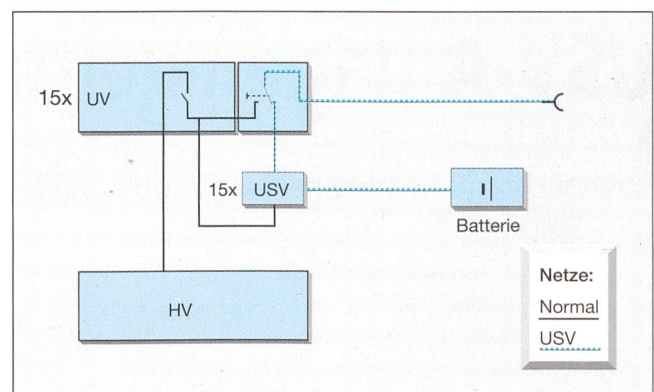 15x UV
15x USV
Batterie
HV
Netze:
Normal
USV